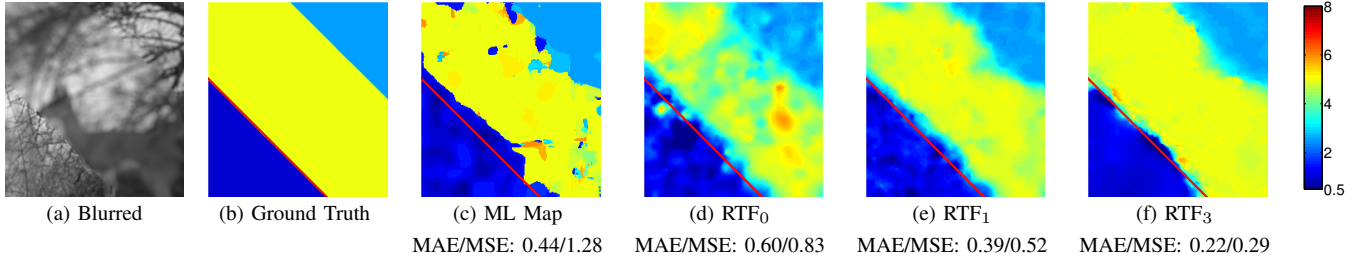 8
6
4
2
0.5
(a) Blurred
(b) Ground Truth
(c) ML Map
(d) RTF₀
(e) RTF₁
(f) RTF₃
MAE/MSE: 0.44/1.28
MAE/MSE: 0.60/0.83
MAE/MSE: 0.39/0.52
MAE/MSE: 0.22/0.29